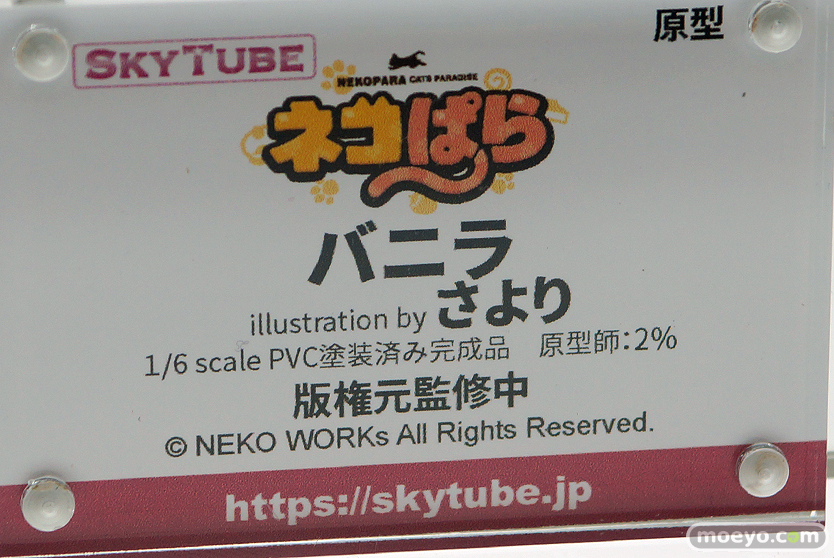 原型
SKYTUBE
NEKOPARA CATS PARADISE
ネコぱら
バニラ
illustration by さより
1/6 scale PVC塗装済み完成品 原型師:2%
版権元監修中
© NEKO WORKs All Rights Reserved.
https://skytube.jp
moeyo.com